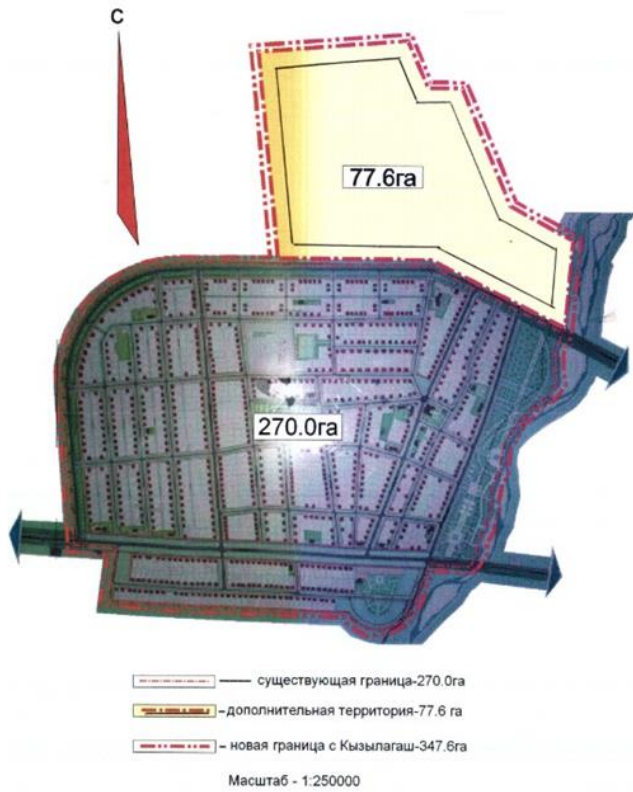 С
77.6га
270.0га
существующая граница-270.0га
-дополнительная территория-77.6 га
- новая граница с Кызылагаш-347.6га
Масштаб - 1:250000